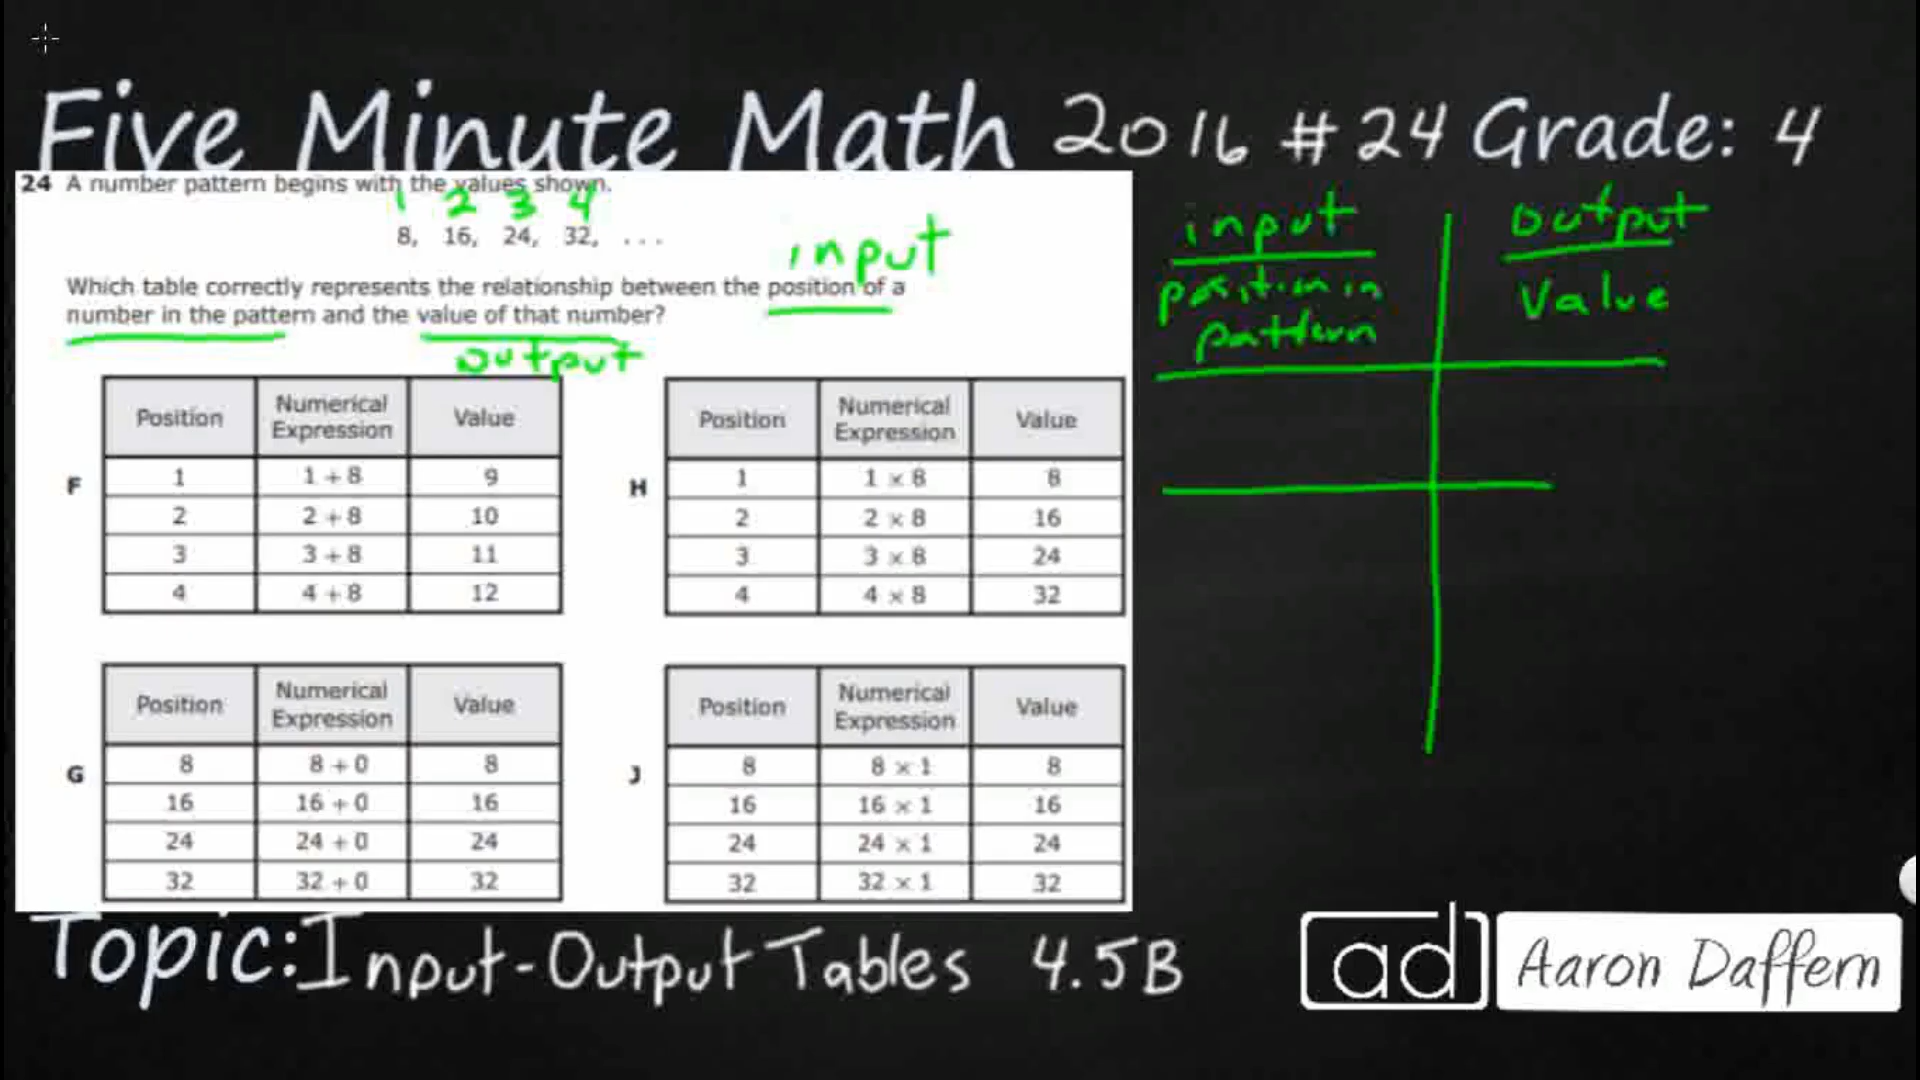 Five Minute Math 2016 #24 Grade: 4
24 A number pattern begins with the values shown.
1 2 3 4
8, 16, 24, 32, ...
input
Which table correctly represents the relationship between the position of a
number in the pattern and the value of that number?
output
F
Position Numerical Expression Value
1 1 + 8 9
2 2 + 8 10
3 3 + 8 11
4 4 + 8 12
H
Position Numerical Expression Value
1 1 × 8 8
2 2 × 8 16
3 3 × 8 24
4 4 × 8 32
G
Position Numerical Expression Value
8 8 + 0 8
16 16 + 0 16
24 24 + 0 24
32 32 + 0 32
J
Position Numerical Expression Value
8 8 × 1 8
16 16 × 1 16
24 24 × 1 24
32 32 × 1 32
input output
position in Value
pattern
Topic: Input-Output Tables 4.5B
ad Aaron Daffern